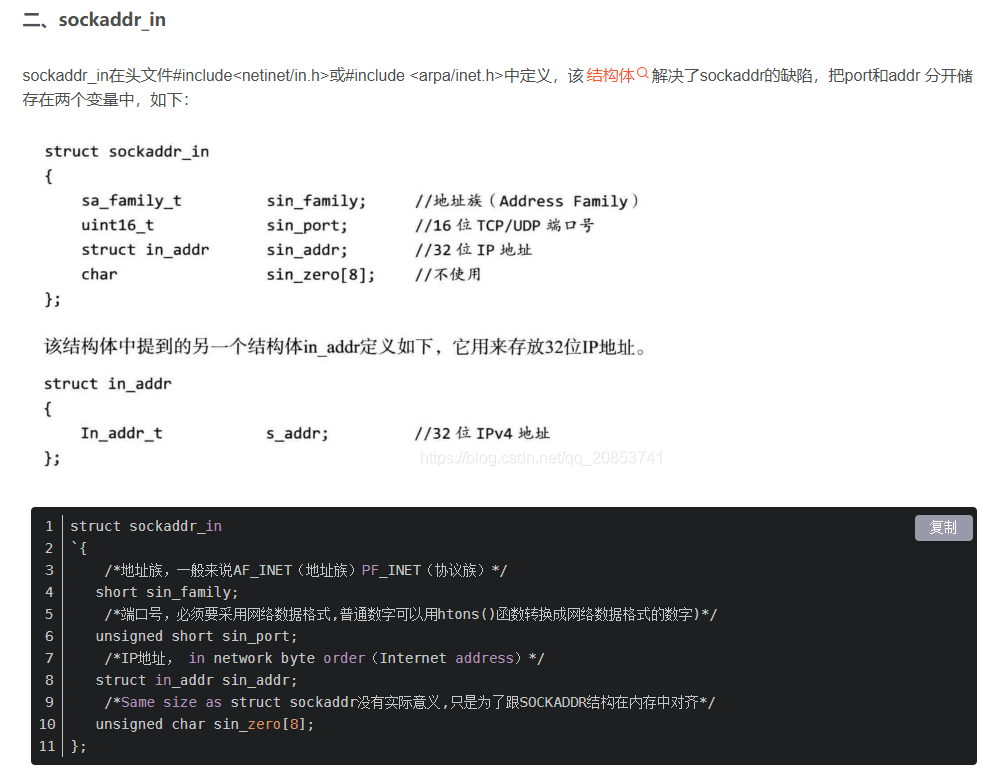 二、sockaddr_in
sockaddr_in在头文件#include<netinet/in.h>或#include <arpa/inet.h>中定义，该结构体解决了sockaddr的缺陷，把port和addr 分开储
存在两个变量中，如下：
struct sockaddr_in
{
    sa_family_t    sin_family;    //地址族（Address Family）
    uint16_t    sin_port;    //16 位 TCP/UDP 端口号
    struct in_addr    sin_addr;    //32 位 IP 地址
    char    sin_zero[8];    //不使用
};
该结构体中提到的另一个结构体in_addr定义如下，它用来存放32位IP地址。
struct in_addr
{
    In_addr_t    s_addr;    //32 位 IPv4 地址
};
https://blog.csdn.net/qq_20853741
复制
1 struct sockaddr_in
2 `{
3     /*地址族，一般来说AF_INET（地址族）PF_INET（协议族）*/
4    short sin_family;
5     /*端口号，必须要采用网络数据格式,普通数字可以用htons()函数转换成网络数据格式的数字)*/
6    unsigned short sin_port;
7     /*IP地址， in network byte order（Internet address）*/
8    struct in_addr sin_addr;
9     /*Same size as struct sockaddr没有实际意义,只是为了跟SOCKADDR结构在内存中对齐*/
10    unsigned char sin_zero[8];
11 };